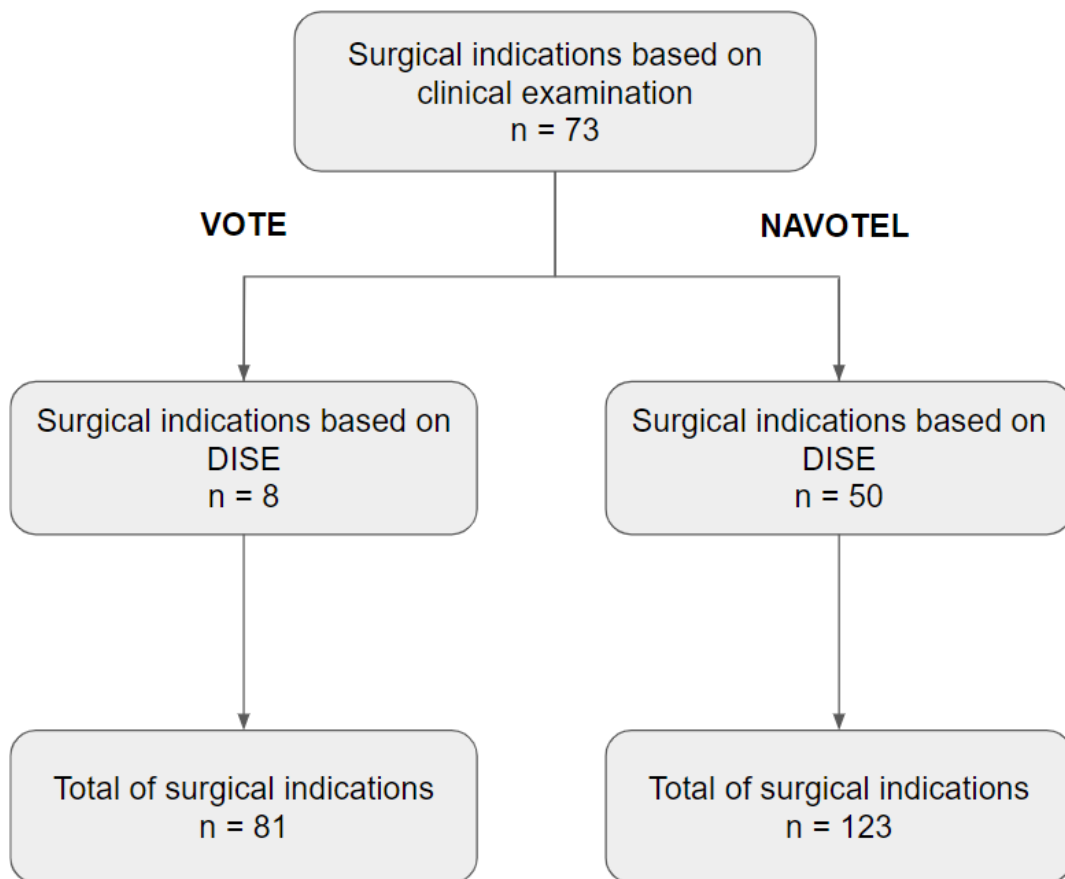 Surgical indications based on
clinical examination
n = 73
VOTE
NAVOTEL
Surgical indications based on
DISE
n = 8
Surgical indications based on
DISE
n = 50
Total of surgical indications
n = 81
Total of surgical indications
n = 123